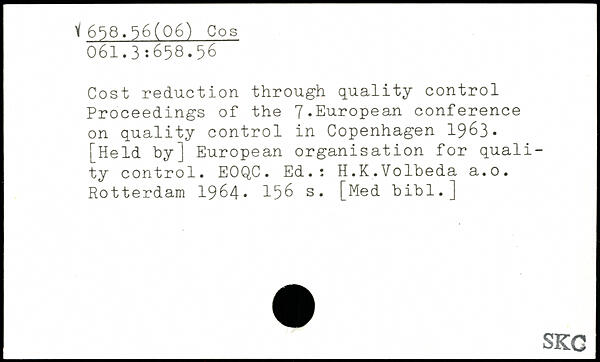 √ 658.56(06) Cos
061.3:658.56
Cost reduction through quality control
Proceedings of the 7.European conference
on quality control in Copenhagen 1963.
[Held by] European organisation for quali-
ty control. EOQC. Ed.: H.K.Volbeda a.o.
Rotterdam 1964. 156 s. [Med bibl.]
SKC